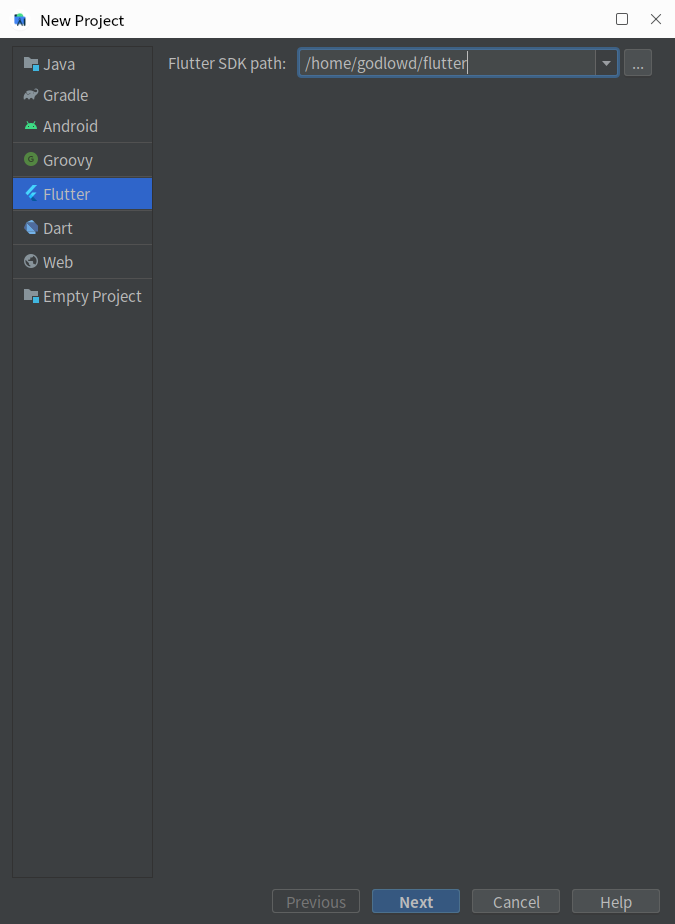 New Project
Java
Gradle
Android
Groovy
Flutter
Dart
Web
Empty Project
Flutter SDK path: /home/godlowd/flutter ...
Previous Next Cancel Help